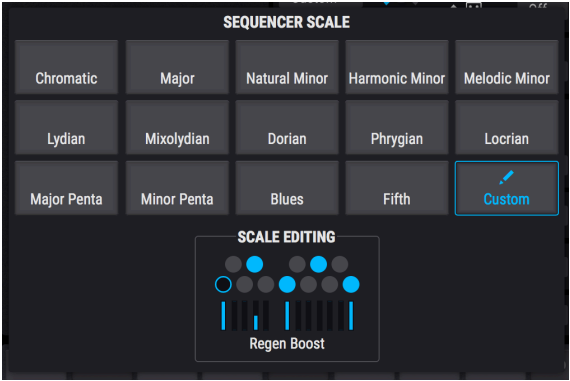 Off
SEQUENCER SCALE
Chromatic Major Natural Minor Harmonic Minor Melodic Minor
Lydian Mixolydian Dorian Phrygian Locrian
Major Penta Minor Penta Blues Fifth Custom
SCALE EDITING
Regen Boost